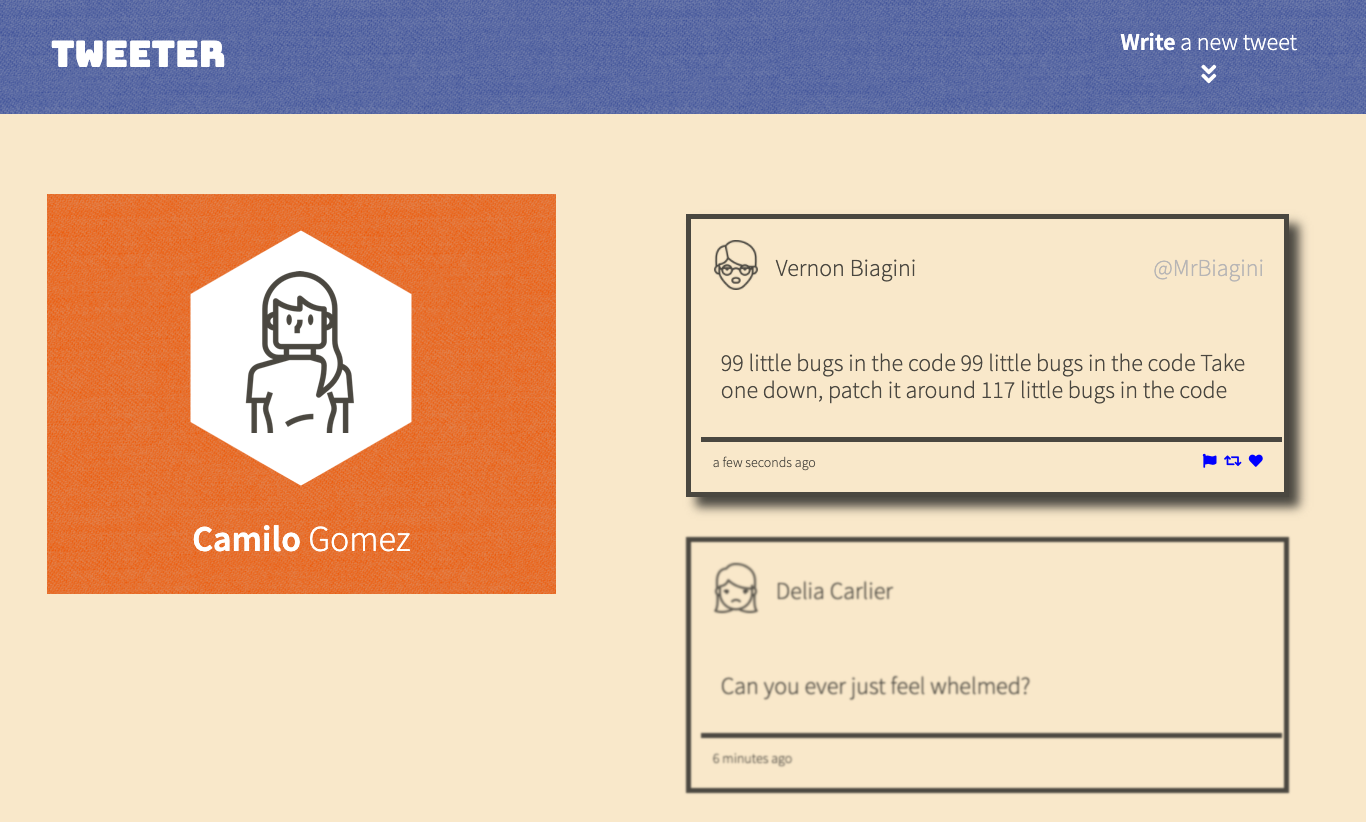 TWEETER
Write a new tweet
Camilo Gomez
Vernon Biagini
@MrBiagini
99 little bugs in the code 99 little bugs in the code Take
one down, patch it around 117 little bugs in the code
a few seconds ago
Delia Carlier
Can you ever just feel whelmed?
6 minutes ago